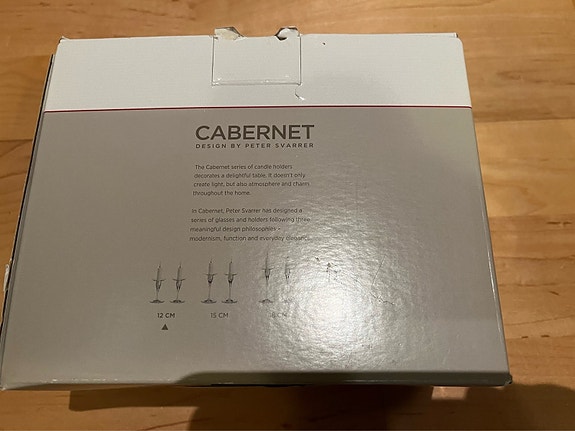 CABERNET
DESIGN BY PETER SVARRER
The Cabernet series of candle holders
decorates a delightful table. It doesn't only
create light, but also atmosphere and charm
throughout the home.
In Cabernet, Peter Svarrer has designed a
series of glasses and holders following three
meaningful design philosophies –
modernism, function and everyday elegance.
12 CM 15 CM 18 CM